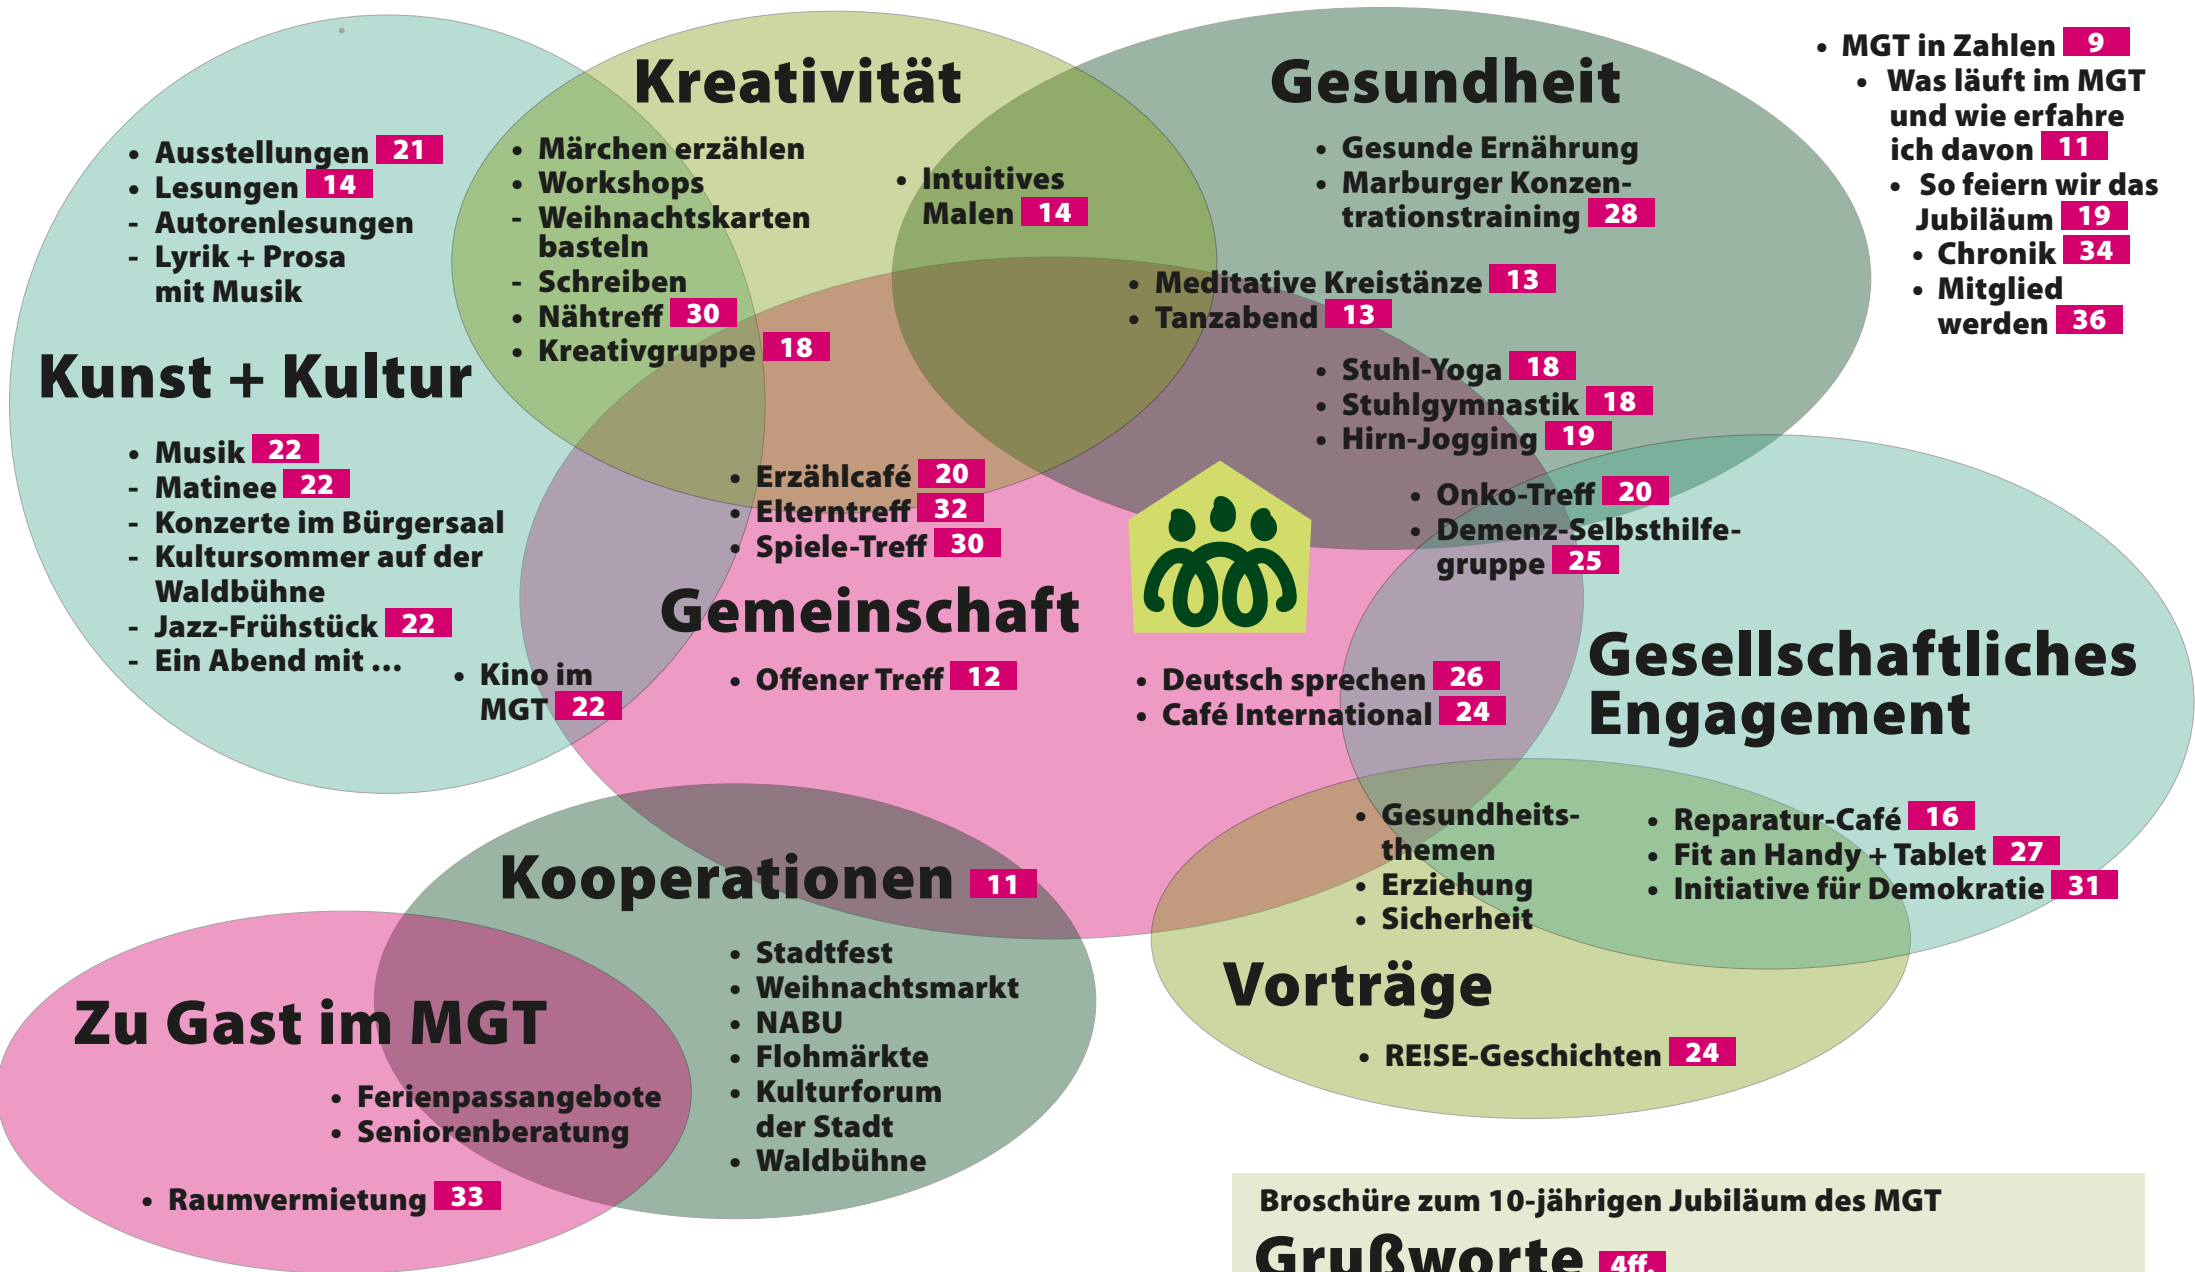 Kreativität
• Märchen erzählen
• Workshops
- Weihnachtskarten
basteln
- Schreiben
• Nähtreff 30
• Kreativgruppe 18
• Intuitives
Malen 14
Gesundheit
• Gesunde Ernährung
• Marburger Konzen-
trationstraining 28
• Meditative Kreistänze 13
• Tanzabend 13
• Stuhl-Yoga 18
• Stuhlgymnastik 18
• Hirn-Jogging 19
• Onko-Treff 20
• Demenz-Selbsthilfe-
gruppe 25
• MGT in Zahlen 9
• Was läuft im MGT
und wie erfahre
ich davon 11
• So feiern wir das
Jubiläum 19
• Chronik 34
• Mitglied
werden 36
• Ausstellungen 21
• Lesungen 14
- Autorenlesungen
- Lyrik + Prosa
mit Musik
Kunst + Kultur
• Musik 22
- Matinee 22
- Konzerte im Bürgersaal
- Kultursommer auf der
Waldbühne
- Jazz-Frühstück 22
- Ein Abend mit ...
• Kino im
MGT 22
• Erzählcafé 20
• Elterntreff 32
• Spiele-Treff 30
Gemeinschaft
• Offener Treff 12
• Deutsch sprechen 26
• Café International 24
Gesellschaftliches
Engagement
• Gesundheits-
themen
• Erziehung
• Sicherheit
• Reparatur-Café 16
• Fit an Handy + Tablet 27
• Initiative für Demokratie 31
Vorträge
• RE!SE-Geschichten 24
Kooperationen 11
• Stadtfest
• Weihnachtsmarkt
• NABU
• Flohmärkte
• Kulturforum
der Stadt
• Waldbühne
Zu Gast im MGT
• Ferienpassangebote
• Seniorenberatung
• Raumvermietung 33
Broschüre zum 10-jährigen Jubiläum des MGT
Grußworte 4ff.